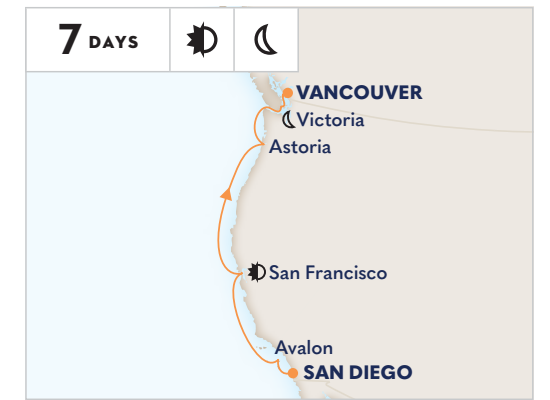 7 DAYS
VANCOUVER
Victoria
Astoria
San Francisco
Avalon
SAN DIEGO